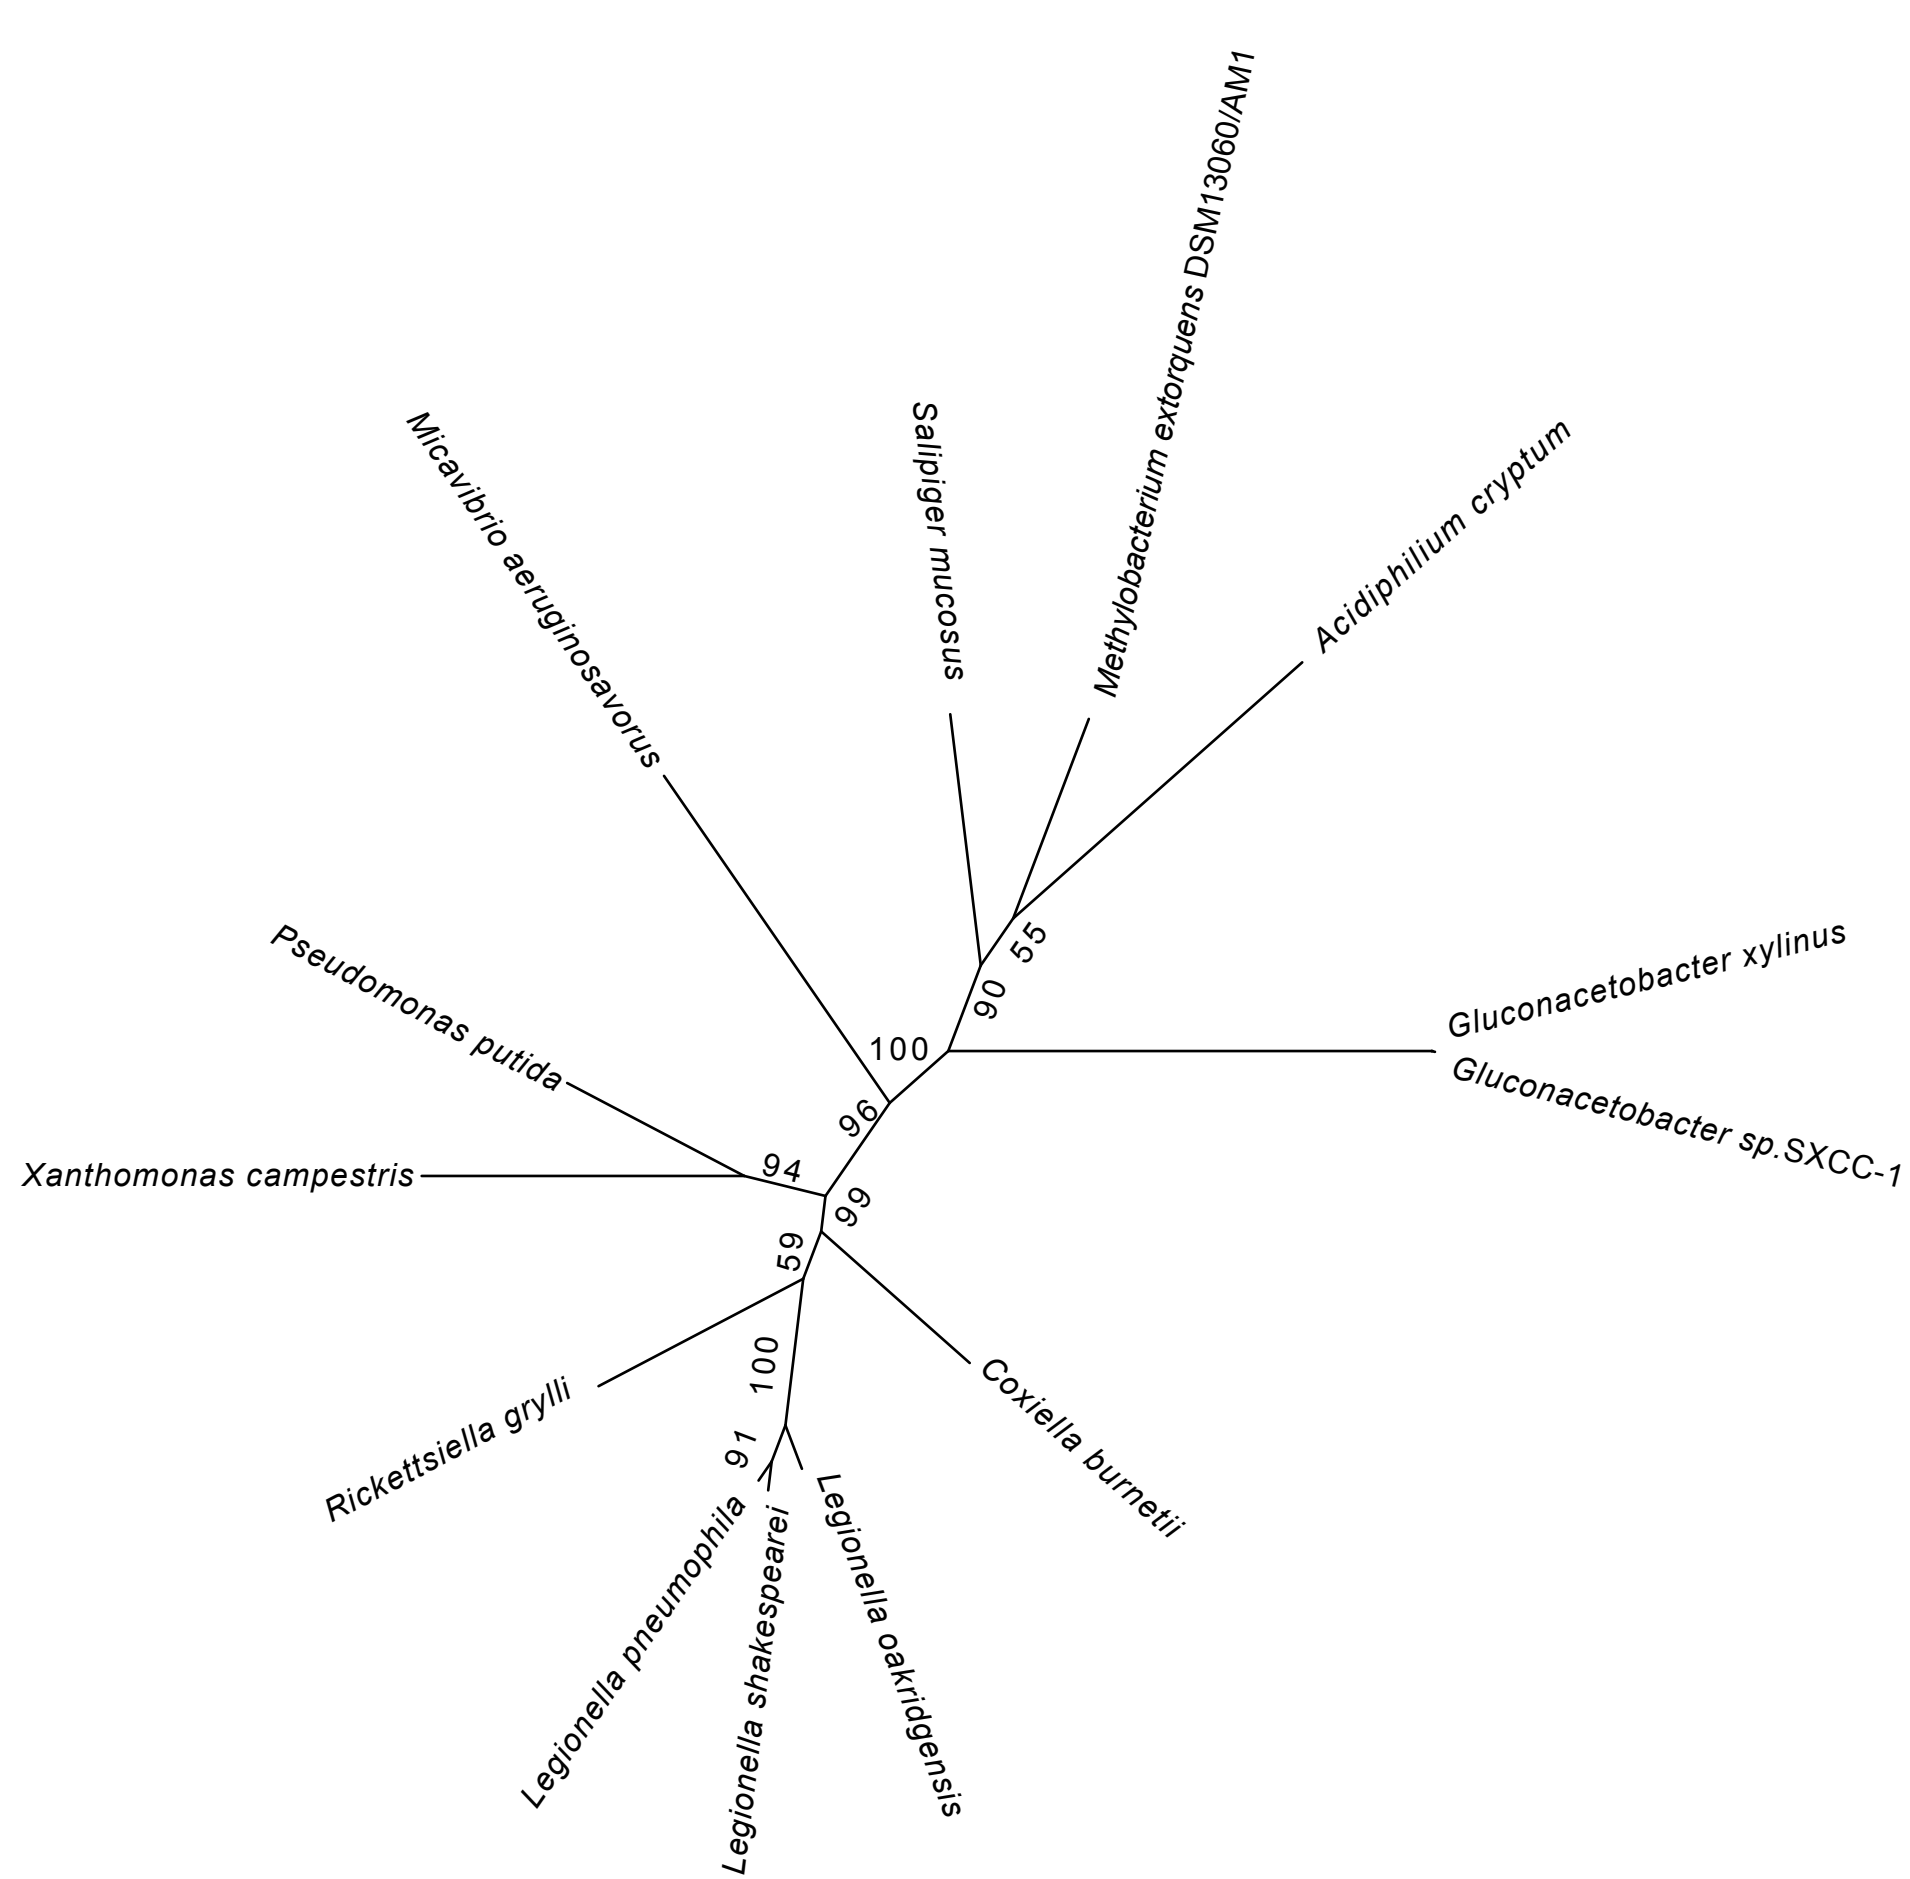 Methylobacterium extorquens DSM13060/AM1
Salipiger mucosus
Micavibrio aeruginosavorus
Acidiphilium cryptum
55
Gluconacetobacter xylinus
90
100
Gluconacetobacter sp.SXCC-1
Pseudomonas putida
96
94
Xanthomonas campestris
99
59
100
Coxiella burnetii
Rickettsiella grylli
91
Legionella pneumophila
Legionella shakespearei
Legionella oakridgensis